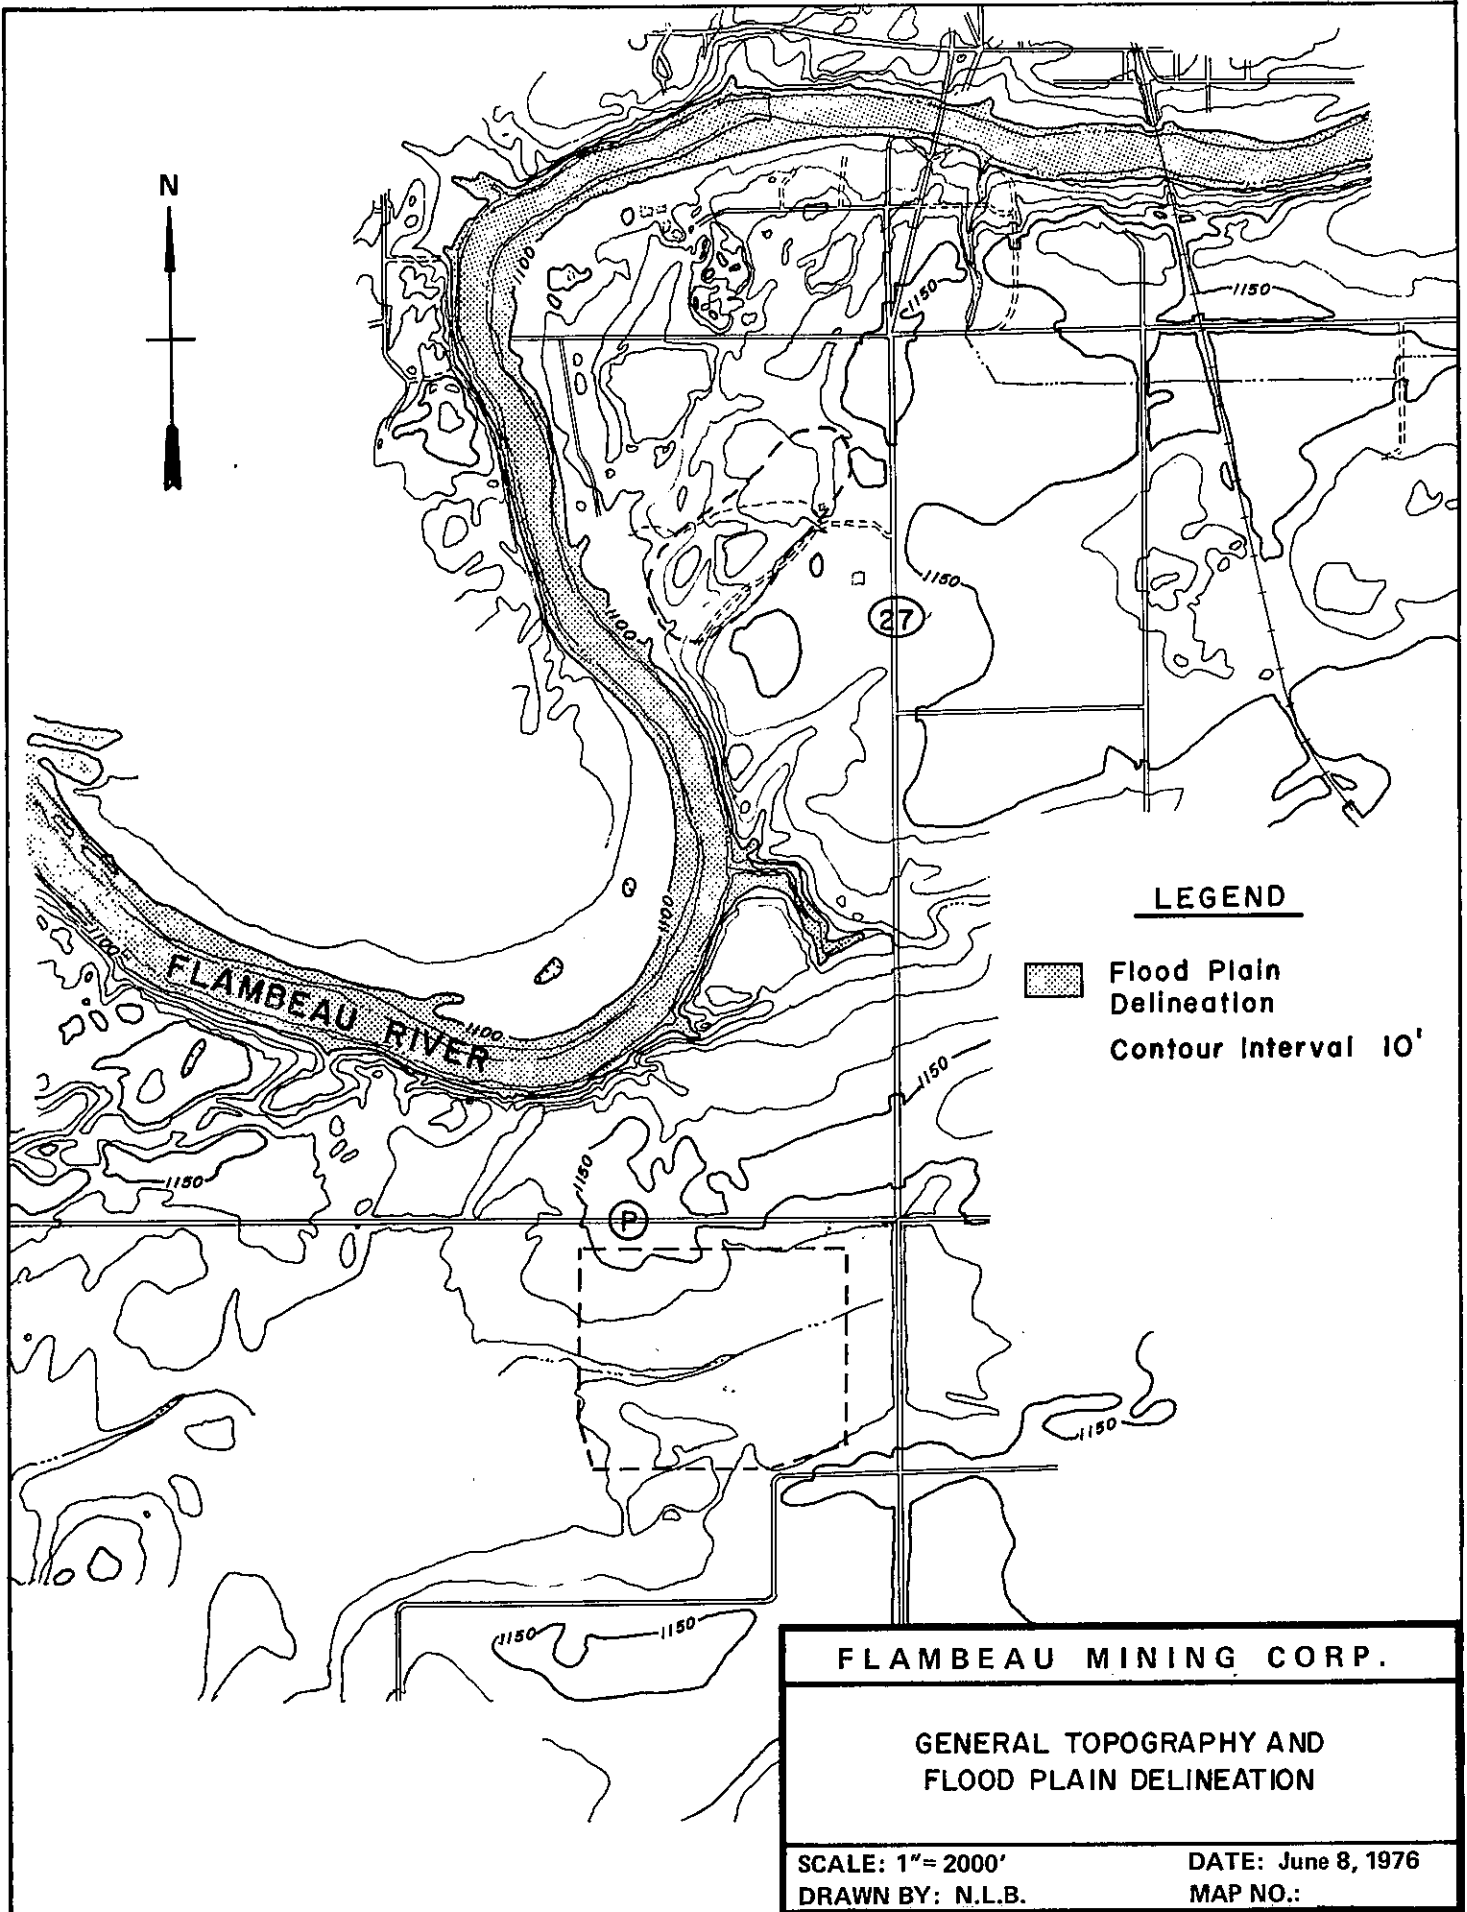 N
1100
1150
1150
1150
27
1100
1100
1100
FLAMBEAU RIVER
1100
LEGEND
Flood Plain
Delineation
Contour Interval 10'
1150
1150
1150
P
1150
1150
1150
FLAMBEAU MINING CORP.
GENERAL TOPOGRAPHY AND
FLOOD PLAIN DELINEATION
SCALE: 1"= 2000'
DATE: June 8, 1976
DRAWN BY: N.L.B.
MAP NO.: